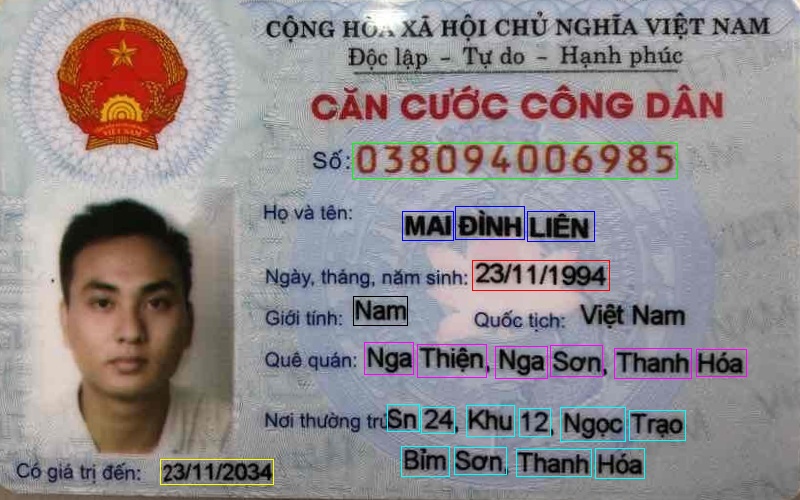 CỘNG HÒA XÃ HỘI CHỦ NGHĨA VIỆT NAM
Độc lập - Tự do - Hạnh phúc
CĂN CƯỚC CÔNG DÂN
Số: 038094006985
Họ và tên: MAI ĐÌNH LIÊN
Ngày, tháng, năm sinh: 23/11/1994
Giới tính: Nam Quốc tịch: Việt Nam
Quê quán: Nga Thiện, Nga Sơn, Thanh Hóa
Nơi thường trú: Sn 24, Khu 12, Ngọc Trạo
Bỉm Sơn, Thanh Hóa
Có giá trị đến: 23/11/2034